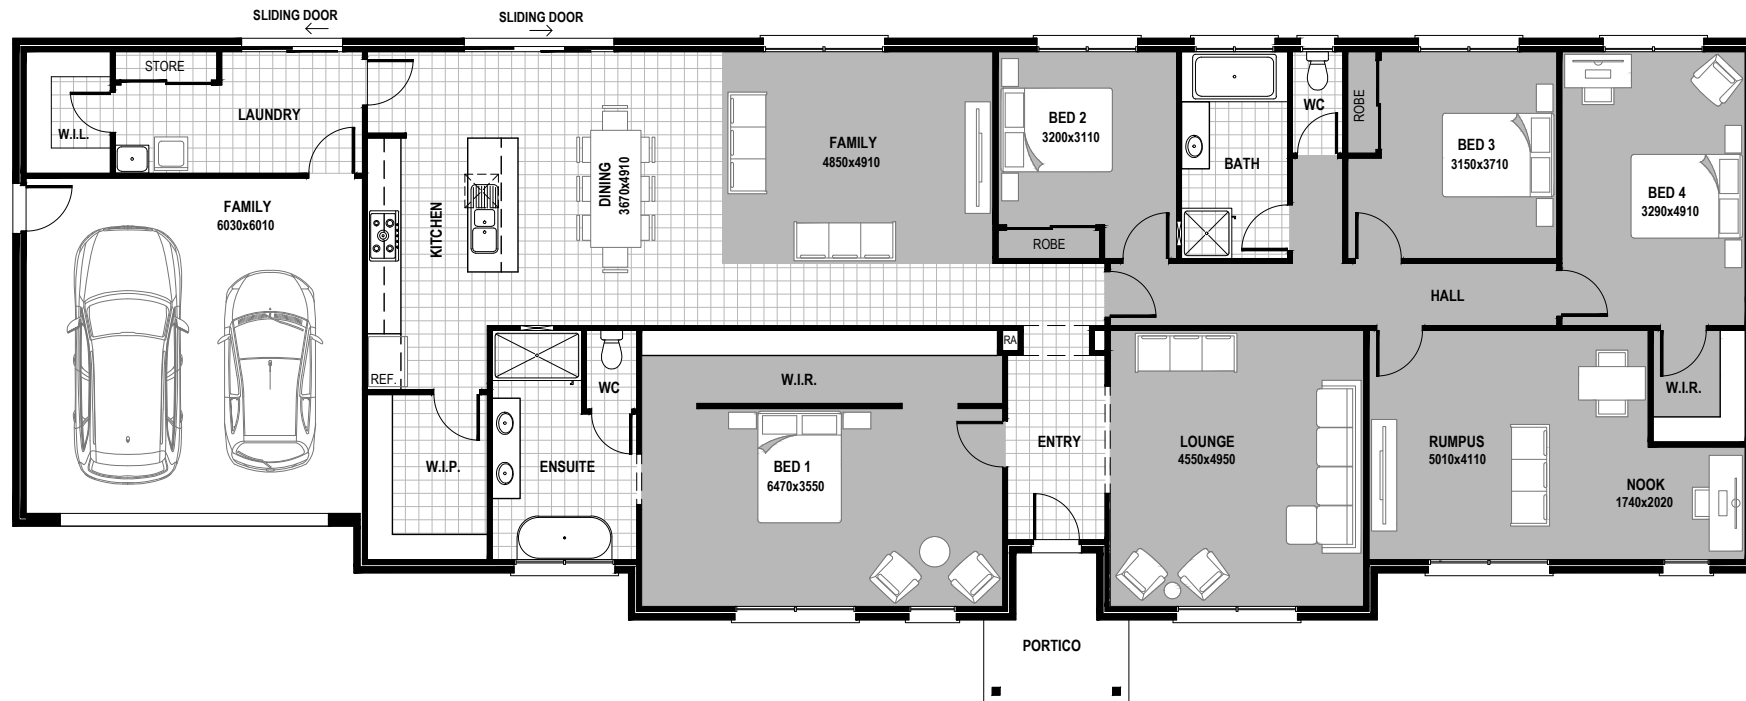 SLIDING DOOR
SLIDING DOOR
STORE
LAUNDRY
W.I.L.
FAMILY
6030x6010
KITCHEN
DINING
3670x4910
FAMILY
4850x4910
BED 2
3200x3110
ROBE
BATH
WC
ROBE
BED 3
3150x3710
BED 4
3290x4910
HALL
REF.
W.I.P.
ENSUITE
WC
W.I.R.
BED 1
6470x3550
RA
ENTRY
LOUNGE
4550x4950
RUMPUS
5010x4110
W.I.R.
NOOK
1740x2020
PORTICO